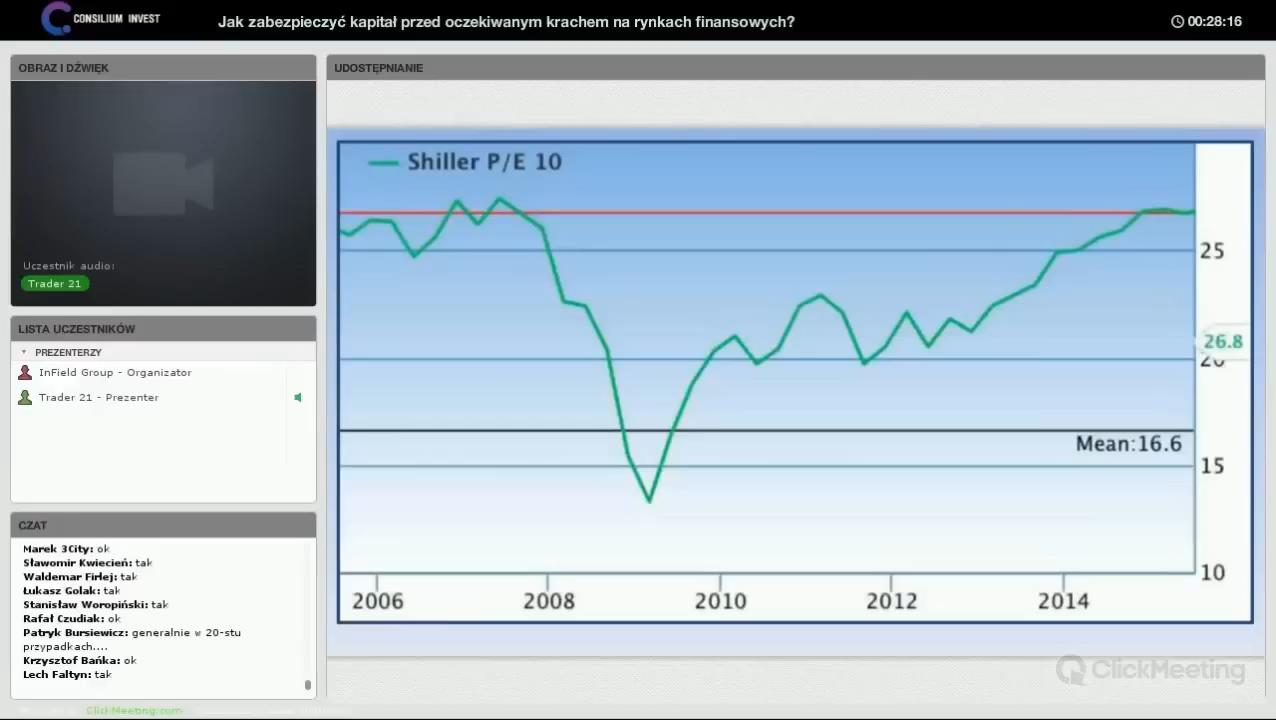 CONSILIUM INVEST
Jak zabezpieczyć kapitał przed oczekiwanym krachem na rynkach finansowych?
00:28:16
OBRAZ I DŹWIĘK
Uczestnik audio:
Trader 21
LISTA UCZESTNIKÓW
PREZENTERZY
InField Group - Organizator
Trader 21 - Prezenter
CZAT
Marek 3City: ok
Sławomir Kwiecień: tak
Waldemar Firlej: tak
Łukasz Golak: tak
Stanisław Woropiński: tak
Rafał Czudiak: ok
Patryk Bursiewicz: generalnie w 20-stu
przypadkach....
Krzysztof Bańka: ok
Lech Faltyn: tak
ClickMeeting.com
UDOSTĘPNIANIE
Shiller P/E 10
25
26.8
20
Mean:16.6
15
10
2006 2008 2010 2012 2014
ClickMeeting